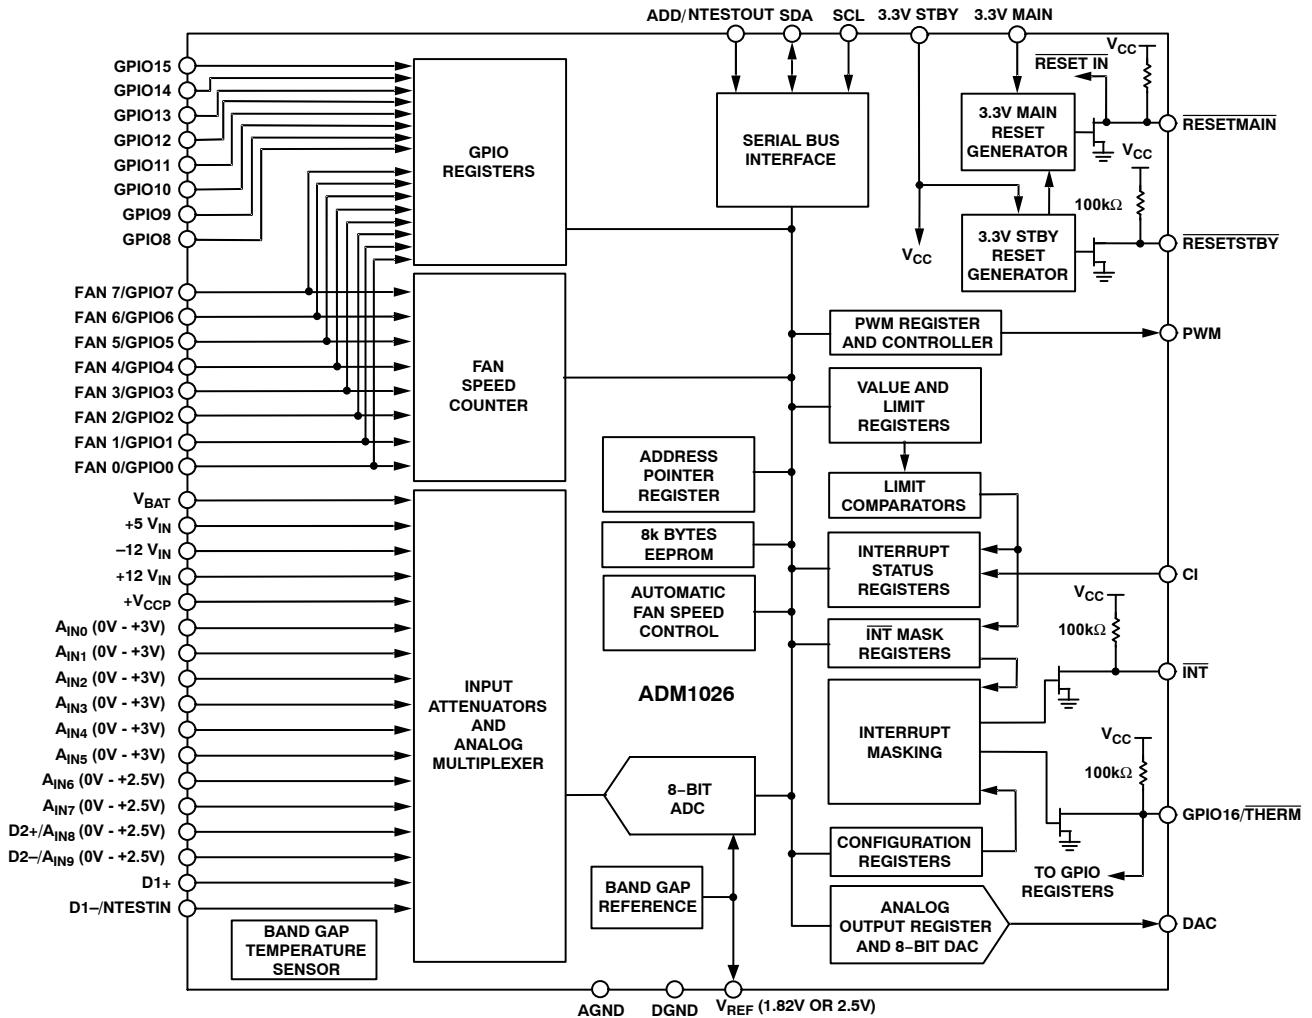 ADD/NTESTOUT SDA SCL 3.3V STBY 3.3V MAIN
GPIO15
GPIO14
GPIO13
GPIO12
GPIO11
GPIO10
GPIO9
GPIO8
FAN 7/GPIO7
FAN 6/GPIO6
FAN 5/GPIO5
FAN 4/GPIO4
FAN 3/GPIO3
FAN 2/GPIO2
FAN 1/GPIO1
FAN 0/GPIO0
VBAT
+5 VIN
–12 VIN
+12 VIN
+VCCP
AIN0 (0V - +3V)
AIN1 (0V - +3V)
AIN2 (0V - +3V)
AIN3 (0V - +3V)
AIN4 (0V - +3V)
AIN5 (0V - +3V)
AIN6 (0V - +2.5V)
AIN7 (0V - +2.5V)
D2+/AIN8 (0V - +2.5V)
D2–/AIN9 (0V - +2.5V)
D1+
D1–/NTESTIN
BAND GAP
TEMPERATURE
SENSOR
GPIO
REGISTERS
FAN
SPEED
COUNTER
INPUT
ATTENUATORS
AND
ANALOG
MULTIPLEXER
SERIAL BUS
INTERFACE
ADDRESS
POINTER
REGISTER
8k BYTES
EEPROM
AUTOMATIC
FAN SPEED
CONTROL
ADM1026
8–BIT
ADC
BAND GAP
REFERENCE
VCC
RESET IN
VCC
3.3V MAIN
RESET
GENERATOR
RESETMAIN
VCC
100kΩ
3.3V STBY
RESET
GENERATOR
RESETSTBY
PWM REGISTER
AND CONTROLLER
PWM
VALUE AND
LIMIT
REGISTERS
LIMIT
COMPARATORS
INTERRUPT
STATUS
REGISTERS
CI
INT MASK
REGISTERS
VCC
100kΩ
INT
INTERRUPT
MASKING
VCC
100kΩ
GPIO16/THERM
CONFIGURATION
REGISTERS
TO GPIO
REGISTERS
ANALOG
OUTPUT REGISTER
AND 8–BIT DAC
DAC
AGND DGND VREF (1.82V OR 2.5V)